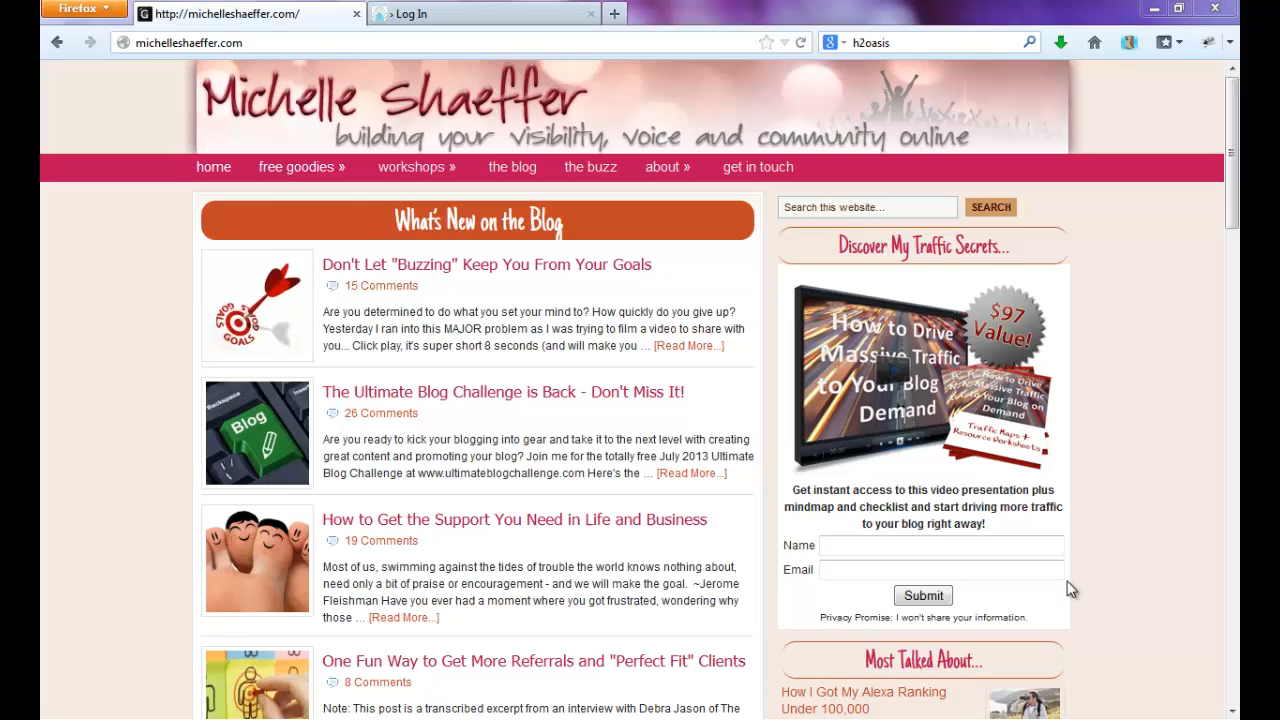 Firefox
http://michelleshaeffer.com/
› Log In
michelleshaeffer.com
h2oasis
Michelle Shaeffer
building your visibility, voice and community online
home free goodies » workshops » the blog the buzz about » get in touch
What's New on the Blog
Don't Let "Buzzing" Keep You From Your Goals
15 Comments
Are you determined to do what you set your mind to? How quickly do you give up?
Yesterday I ran into this MAJOR problem as I was trying to film a video to share with
you... Click play, it's super short 8 seconds (and will make you ... [Read More...]
GOALS
The Ultimate Blog Challenge is Back - Don't Miss It!
26 Comments
Are you ready to kick your blogging into gear and take it to the next level with creating
great content and promoting your blog? Join me for the totally free July 2013 Ultimate
Blog Challenge at www.ultimateblogchallenge.com Here's the ... [Read More...]
Backspace
Blog
How to Get the Support You Need in Life and Business
19 Comments
Most of us, swimming against the tides of trouble the world knows nothing about,
need only a bit of praise or encouragement - and we will make the goal.  ~Jerome
Fleishman Have you ever had a moment where you got frustrated, wondering why
those ... [Read More...]
One Fun Way to Get More Referrals and "Perfect Fit" Clients
8 Comments
Note: This post is a transcribed excerpt from an interview with Debra Jason of The
Search this website...
SEARCH
Discover My Traffic Secrets...
$97
Value!
How to Drive
Massive Traffic
to Your Blog
on Demand
How to Drive
Massive Traffic
to Your Blog on
Demand
Traffic Maps +
Resource Worksheets
Get instant access to this video presentation plus
mindmap and checklist and start driving more traffic
to your blog right away!
Name
Email
Submit
Privacy Promise: I won't share your information.
Most Talked About...
How I Got My Alexa Ranking
Under 100,000